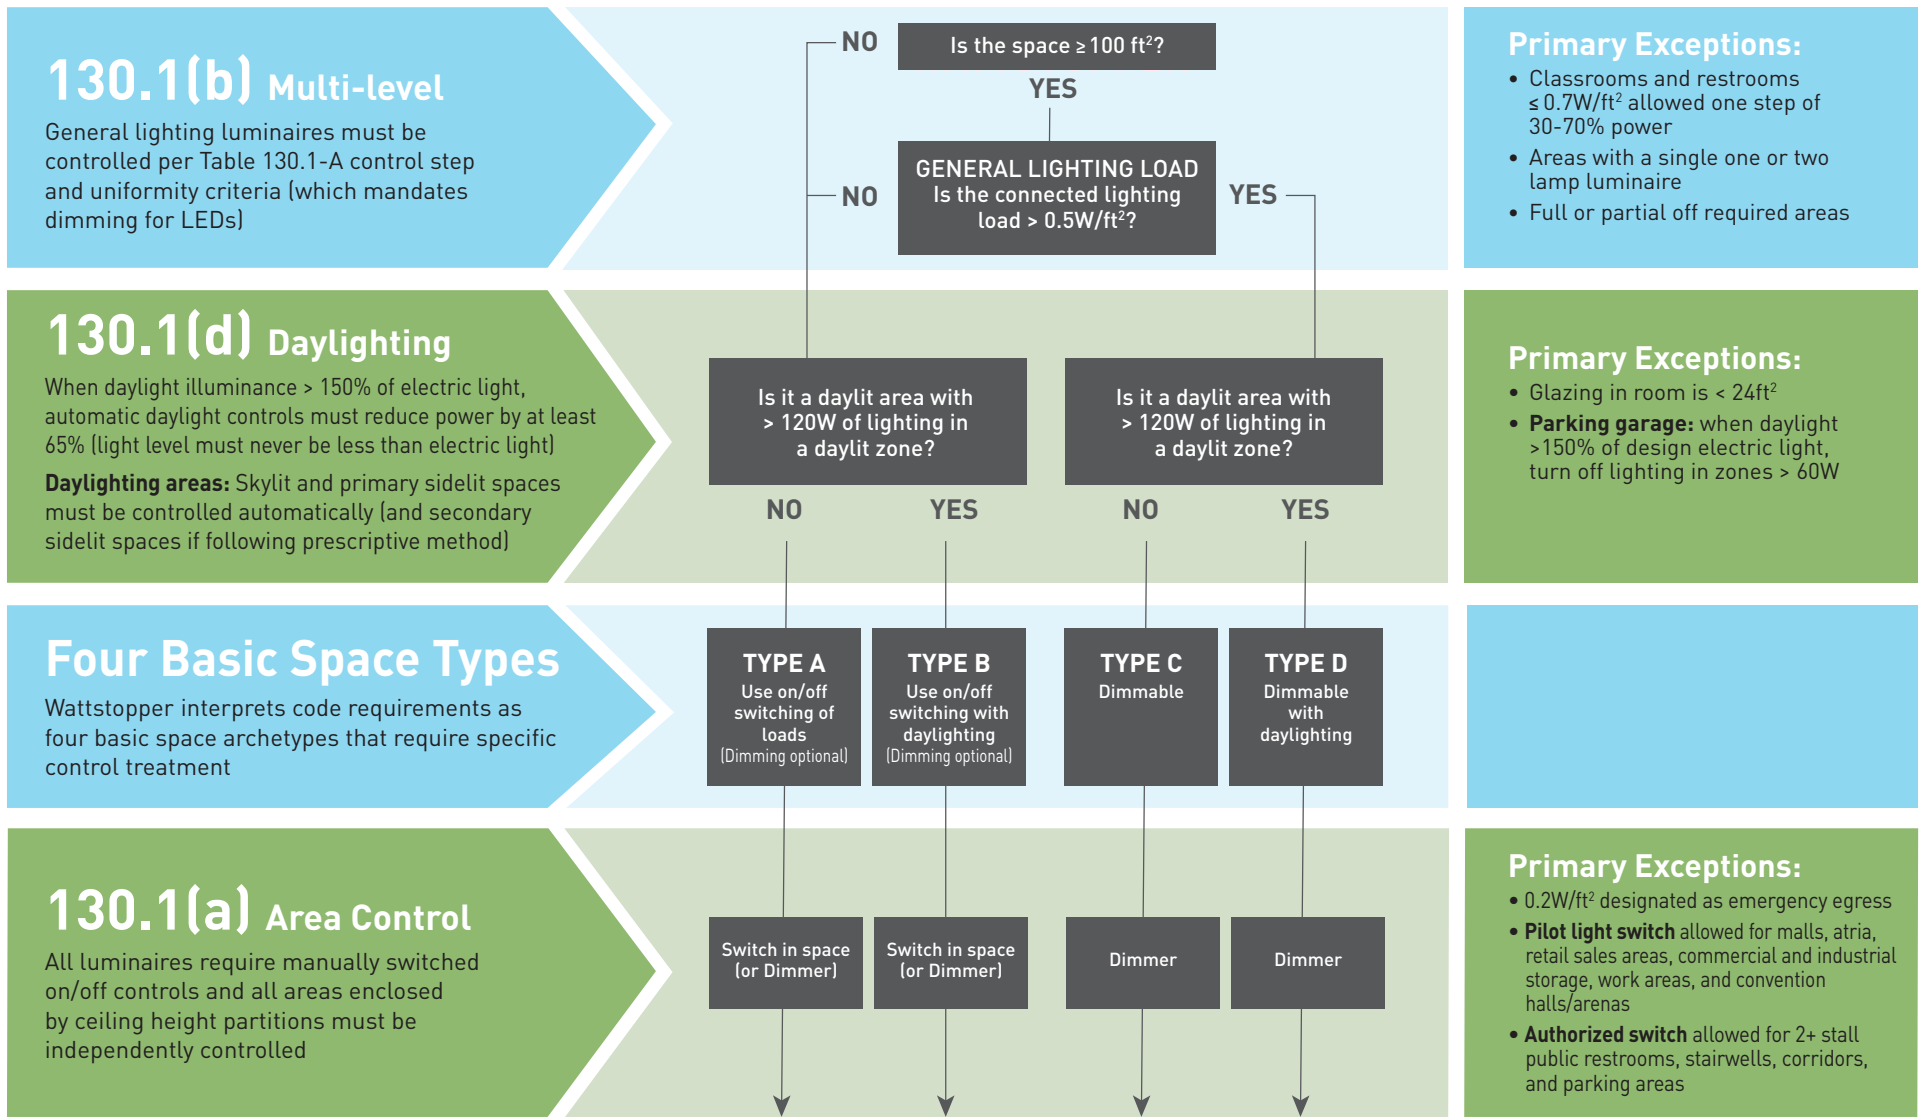 130.1(b) Multi-level
General lighting luminaires must be
controlled per Table 130.1-A control step
and uniformity criteria (which mandates
dimming for LEDs)
NO
Is the space ≥ 100 ft²?
YES
NO
GENERAL LIGHTING LOAD
Is the connected lighting
load > 0.5W/ft²?
YES
Primary Exceptions:
• Classrooms and restrooms
≤ 0.7W/ft² allowed one step of
30-70% power
• Areas with a single one or two
lamp luminaire
• Full or partial off required areas
130.1(d) Daylighting
When daylight illuminance > 150% of electric light,
automatic daylight controls must reduce power by at least
65% (light level must never be less than electric light)
Daylighting areas: Skylit and primary sidelit spaces
must be controlled automatically (and secondary
sidelit spaces if following prescriptive method)
Is it a daylit area with
> 120W of lighting in
a daylit zone?
NO
YES
Is it a daylit area with
> 120W of lighting in
a daylit zone?
NO
YES
Primary Exceptions:
• Glazing in room is < 24ft²
• Parking garage: when daylight
>150% of design electric light,
turn off lighting in zones > 60W
Four Basic Space Types
Wattstopper interprets code requirements as
four basic space archetypes that require specific
control treatment
TYPE A
Use on/off
switching of
loads
(Dimming optional)
TYPE B
Use on/off
switching with
daylighting
(Dimming optional)
TYPE C
Dimmable
TYPE D
Dimmable
with
daylighting
130.1(a) Area Control
All luminaires require manually switched
on/off controls and all areas enclosed
by ceiling height partitions must be
independently controlled
Switch in space
(or Dimmer)
Switch in space
(or Dimmer)
Dimmer
Dimmer
Primary Exceptions:
• 0.2W/ft² designated as emergency egress
• Pilot light switch allowed for malls, atria,
retail sales areas, commercial and industrial
storage, work areas, and convention
halls/arenas
• Authorized switch allowed for 2+ stall
public restrooms, stairwells, corridors,
and parking areas